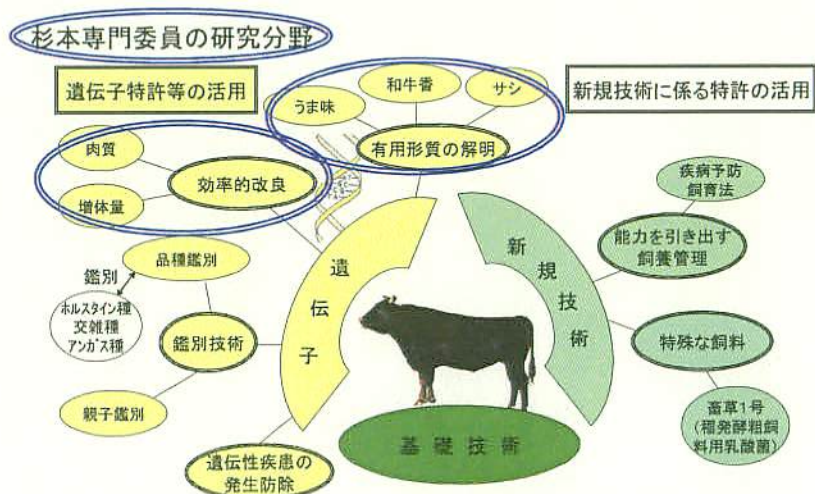 杉本専門委員の研究分野
遺伝子特許等の活用
新規技術に係る特許の活用
うま味
和牛香
サシ
有用形質の解明
肉質
増体量
効率的改良
品種鑑別
鑑別
ホルスタイン種
交雑種
アンガス種
鑑別技術
親子鑑別
遺伝性疾患の
発生防除
遺伝子
新規技術
基礎技術
疾病予防
飼育法
能力を引き出す
飼養管理
特殊な飼料
畜草1号
(稲発酵粗飼
料用乳酸菌)